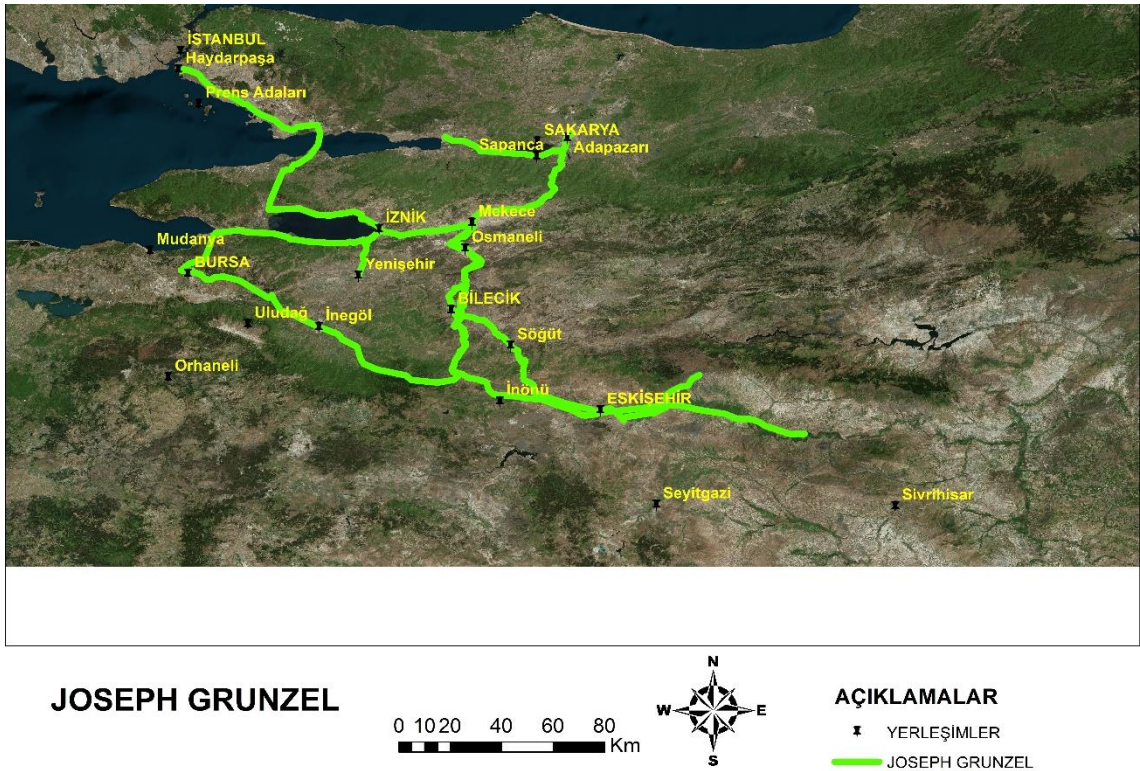 İSTANBUL
Haydarpaşa
Prens Adaları
SAKARYA
Sapanca
Adapazarı
Mekece
İZNİK
Osmaneli
Mudanya
BURSA
Yenişehir
BİLECİK
Uludağ
İnegöl
Söğüt
Orhaneli
İnönü
ESKİŞEHİR
Seyitgazi
Sivrihisar
JOSEPH GRUNZEL
0 10 20 40 60 80
Km
N
W
E
S
AÇIKLAMALAR
YERLEŞİMLER
JOSEPH GRUNZEL